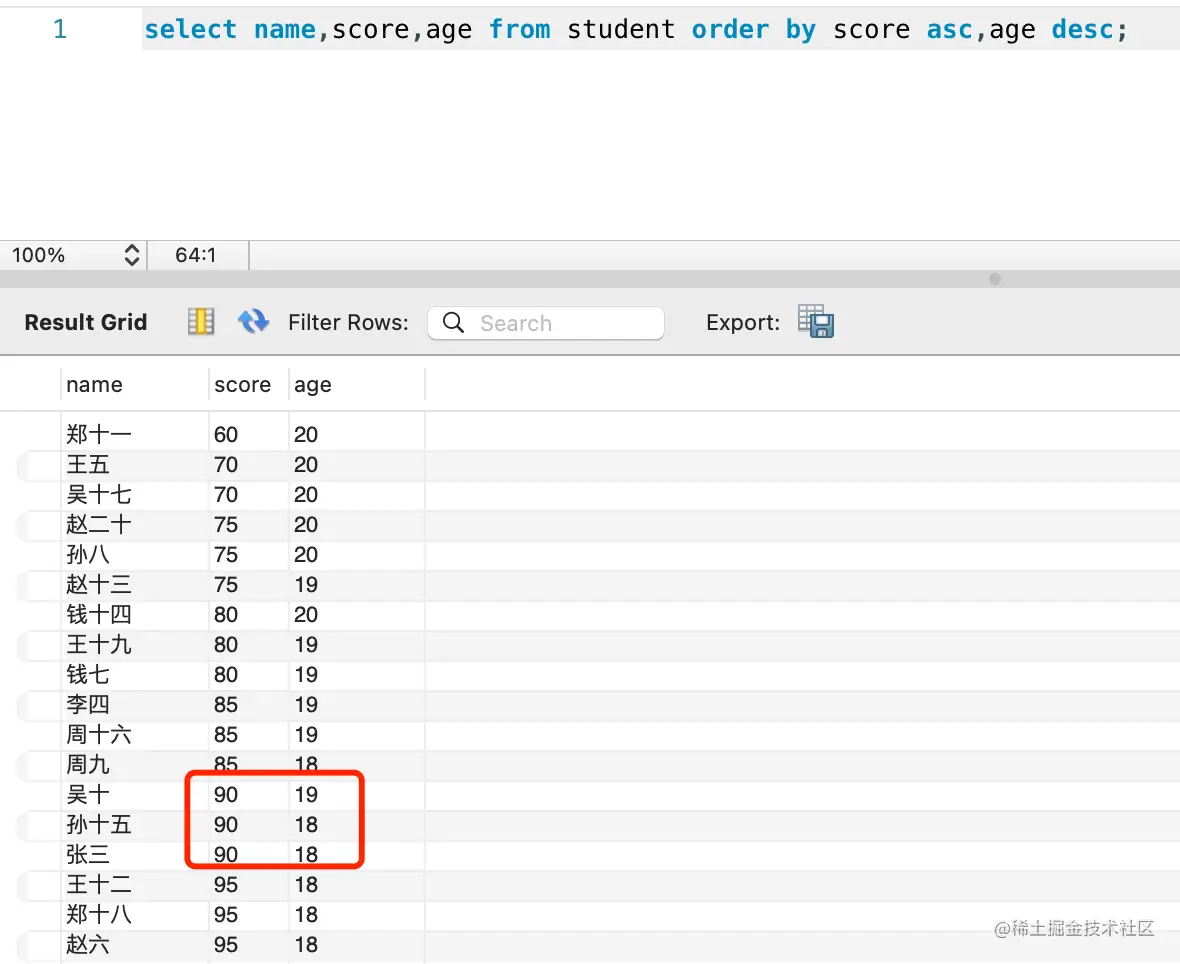 1 select name,score,age from student order by score asc,age desc;
100% 64:1
Result Grid Filter Rows: Search Export:
name score age
郑十一 60 20
王五 70 20
吴十七 70 20
赵二十 75 20
孙八 75 20
赵十三 75 19
钱十四 80 20
王十九 80 19
钱七 80 19
李四 85 19
周十六 85 19
周九 85 18
吴十 90 19
孙十五 90 18
张三 90 18
王十二 95 18
郑十八 95 18
赵六 95 18
@稀土掘金技术社区